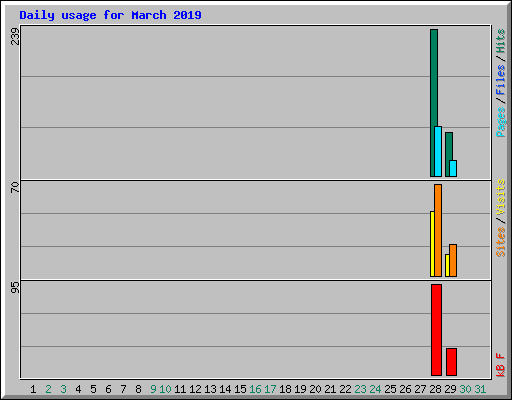 Daily usage for March 2019
239
70
95
Pages/Files/Hits
Sites/Visits
kB F
1 2 3 4 5 6 7 8 9 10 11 12 13 14 15 16 17 18 19 20 21 22 23 24 25 26 27 28 29 30 31